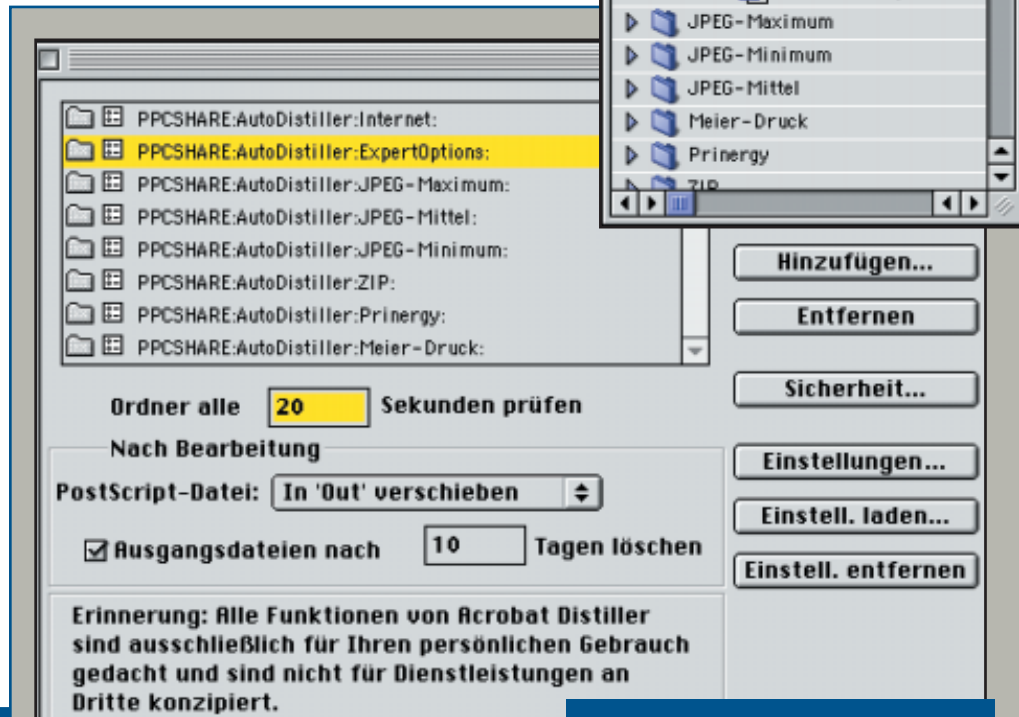 JPEG-Maximum
JPEG-Minimum
JPEG-Mittel
Meier-Druck
Prinergy
ZIP
PPCSHARE:AutoDistiller:Internet:
PPCSHARE:AutoDistiller:ExpertOptions:
PPCSHARE:AutoDistiller:JPEG-Maximum:
PPCSHARE:AutoDistiller:JPEG-Mittel:
PPCSHARE:AutoDistiller:JPEG-Minimum:
PPCSHARE:AutoDistiller:ZIP:
PPCSHARE:AutoDistiller:Prinergy:
PPCSHARE:AutoDistiller:Meier-Druck:
Ordner alle 20 Sekunden prüfen
Nach Bearbeitung
PostScript-Datei: In 'Out' verschieben
Ausgangsdateien nach 10 Tagen löschen
Erinnerung: Alle Funktionen von Acrobat Distiller
sind ausschließlich für Ihren persönlichen Gebrauch
gedacht und sind nicht für Dienstleistungen an
Dritte konzipiert.
Hinzufügen...
Entfernen
Sicherheit...
Einstellungen...
Einstell. laden...
Einstell. entfernen